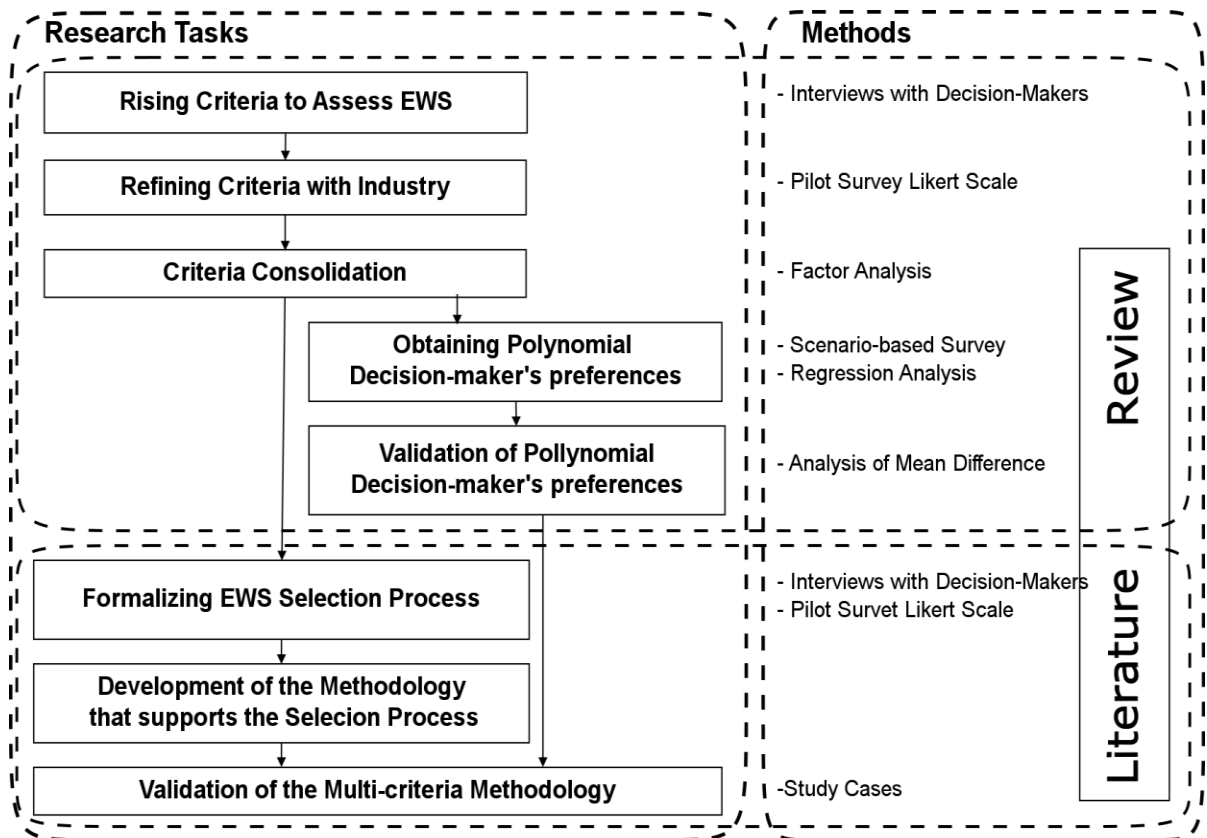 Research Tasks
Methods
Rising Criteria to Assess EWS
- Interviews with Decision-Makers
Refining Criteria with Industry
- Pilot Survey Likert Scale
Criteria Consolidation
- Factor Analysis
Obtaining Polynomial
Decision-maker's preferences
- Scenario-based Survey
- Regression Analysis
Validation of Pollynomial
Decision-maker's preferences
- Analysis of Mean Difference
Formalizing EWS Selection Process
- Interviews with Decision-Makers
- Pilot Survet Likert Scale
Development of the Methodology
that supports the Selecion Process
Validation of the Multi-criteria Methodology
-Study Cases
Literature Review